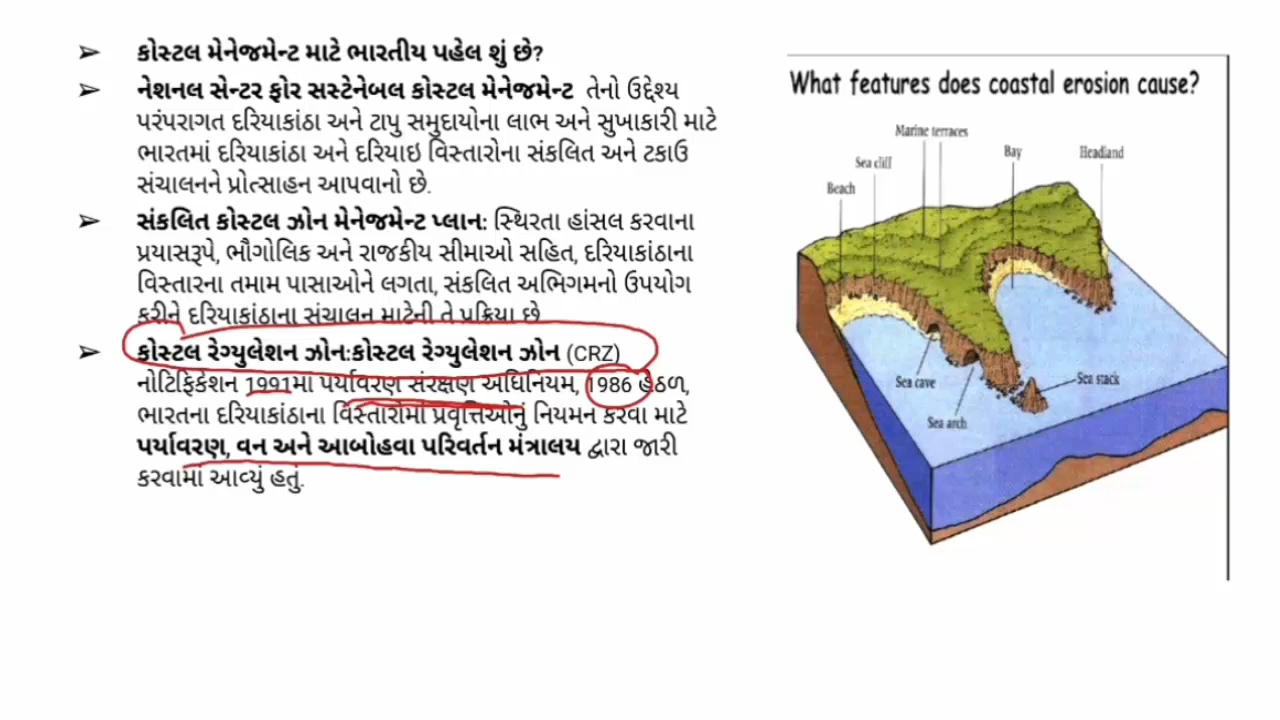 ➢ કોસ્ટલ મેનેજમેન્ટ માટે ભારતીય પહેલ શું છે?
➢ નેશનલ સેન્ટર ફોર સસ્ટેનેબલ કોસ્ટલ મેનેજમેન્ટ તેનો ઉદ્દેશ્ય
પરંપરાગત દરિયાકાંઠા અને ટાપુ સમુદાયોના લાભ અને સુખાકારી માટે
ભારતમાં દરિયાકાંઠા અને દરિયાઇ વિસ્તારોના સંકલિત અને ટકાઉ
સંચાલનને પ્રોત્સાહન આપવાનો છે.
➢ સંકલિત કોસ્ટલ ઝોન મેનેજમેન્ટ પ્લાન: સ્થિરતા હાંસલ કરવાના
પ્રયાસરૂપે, ભૌગોલિક અને રાજકીય સીમાઓ સહિત, દરિયાકાંઠાના
વિસ્તારના તમામ પાસાઓને લગતા, સંકલિત અભિગમનો ઉપયોગ
કરીને દરિયાકાંઠાના સંચાલન માટેની તે પ્રક્રિયા છે
➢ કોસ્ટલ રેગ્યુલેશન ઝોન:કોસ્ટલ રેગ્યુલેશન ઝોન (CRZ)
નોટિફિકેશન 1991માં પર્યાવરણ સંરક્ષણ અધિનિયમ, 1986 હેઠળ,
ભારતના દરિયાકાંઠાના વિસ્તારોમાં પ્રવૃત્તિઓનું નિયમન કરવા માટે
પર્યાવરણ, વન અને આબોહવા પરિવર્તન મંત્રાલય દ્વારા જારી
કરવામાં આવ્યું હતું.
What features does coastal erosion cause?
Marine terraces
Bay
Headland
Sea cliff
Beach
Sea cave
Sea stack
Sea arch